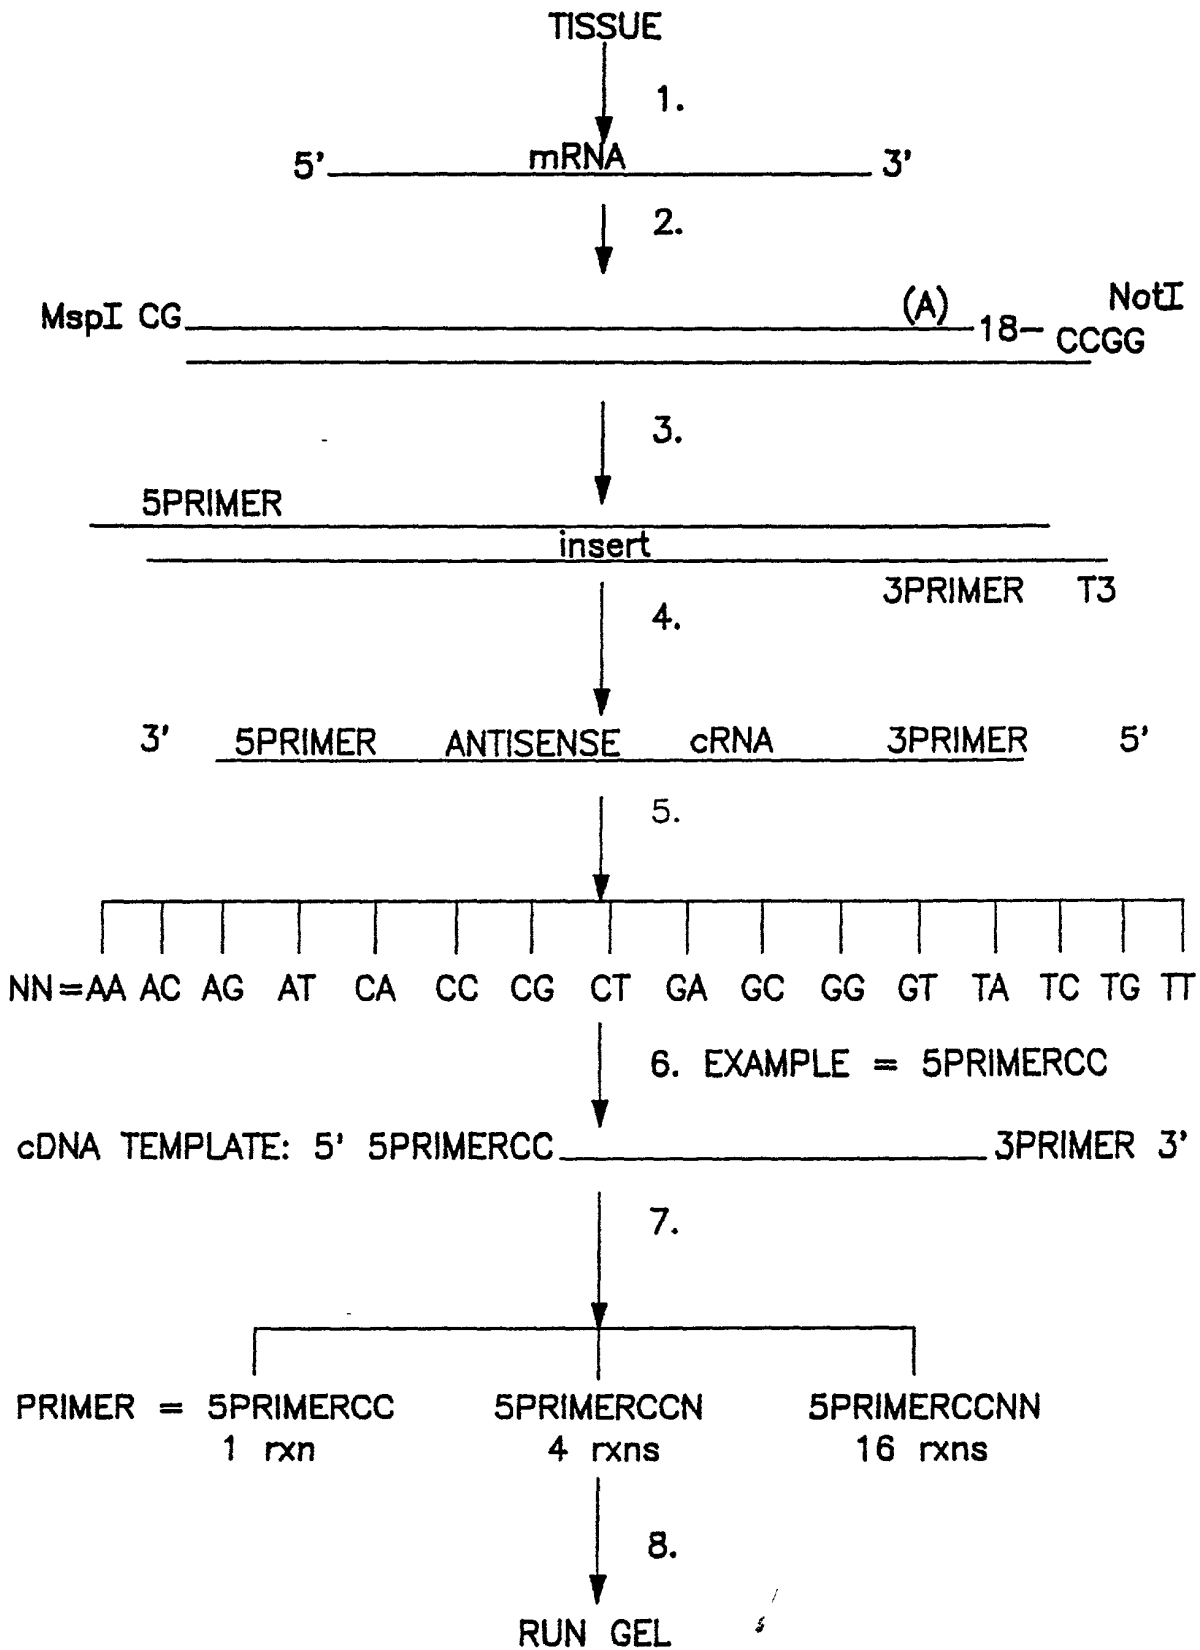 TISSUE
1.
5' mRNA 3'
2.
MspI CG (A) 18- CCGG NotI
3.
5PRIMER
insert
3PRIMER T3
4.
3' 5PRIMER ANTISENSE cRNA 3PRIMER 5'
5.
NN=AA AC AG AT CA CC CG CT GA GC GG GT TA TC TG TT
6. EXAMPLE = 5PRIMERCC
cDNA TEMPLATE: 5' 5PRIMERCC 3PRIMER 3'
7.
PRIMER = 5PRIMERCC 5PRIMERCCN 5PRIMERCCNN
1 rxn 4 rxns 16 rxns
8.
RUN GEL